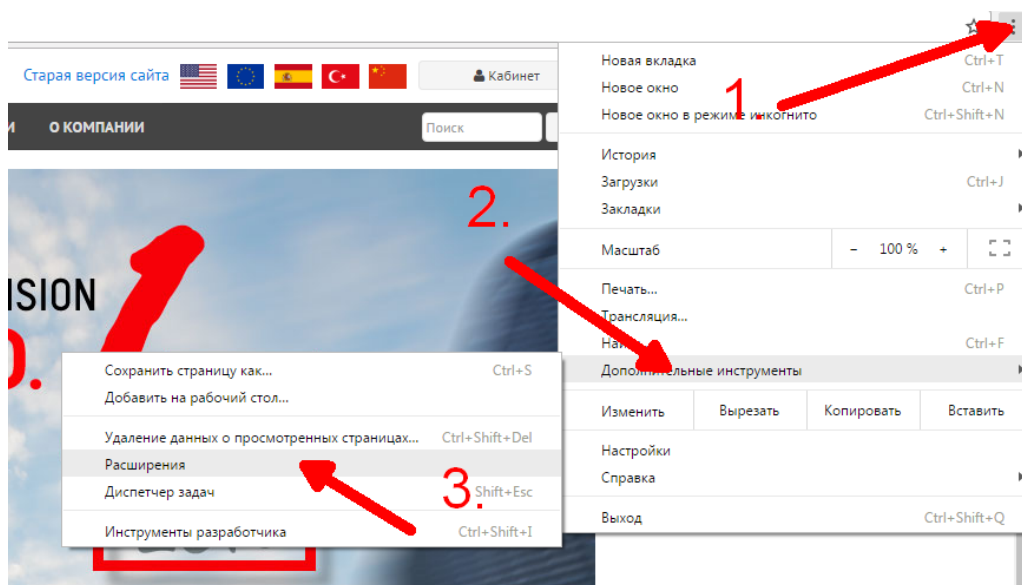 1.
Старая версия сайта
Кабинет
О КОМПАНИИ
Поиск
Новая вкладка Ctrl+T
Новое окно Ctrl+N
Новое окно в режиме инкогнито Ctrl+Shift+N
История
Загрузки Ctrl+J
Закладки
2.
Масштаб - 100 % +
Печать... Ctrl+P
Трансляция...
Ctrl+F
Дополнительные инструменты
Изменить Вырезать Копировать Вставить
Настройки
Справка
Выход Ctrl+Shift+Q
ISION
1
Сохранить страницу как... Ctrl+S
Добавить на рабочий стол...
Удаление данных о просмотренных страницах... Ctrl+Shift+Del
Расширения
3.
Диспетчер задач Shift+Esc
Инструменты разработчика Ctrl+Shift+I